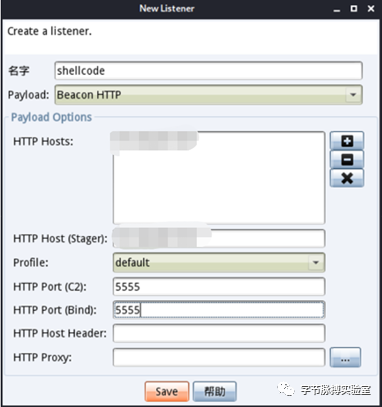 New Listener
Create a listener.
名字 shellcode
Payload: Beacon HTTP
Payload Options
HTTP Hosts:
HTTP Host (Stager):
Profile: default
HTTP Port (C2): 5555
HTTP Port (Bind): 5555
HTTP Host Header:
HTTP Proxy: ...
Save 帮助
字节脉搏实验室